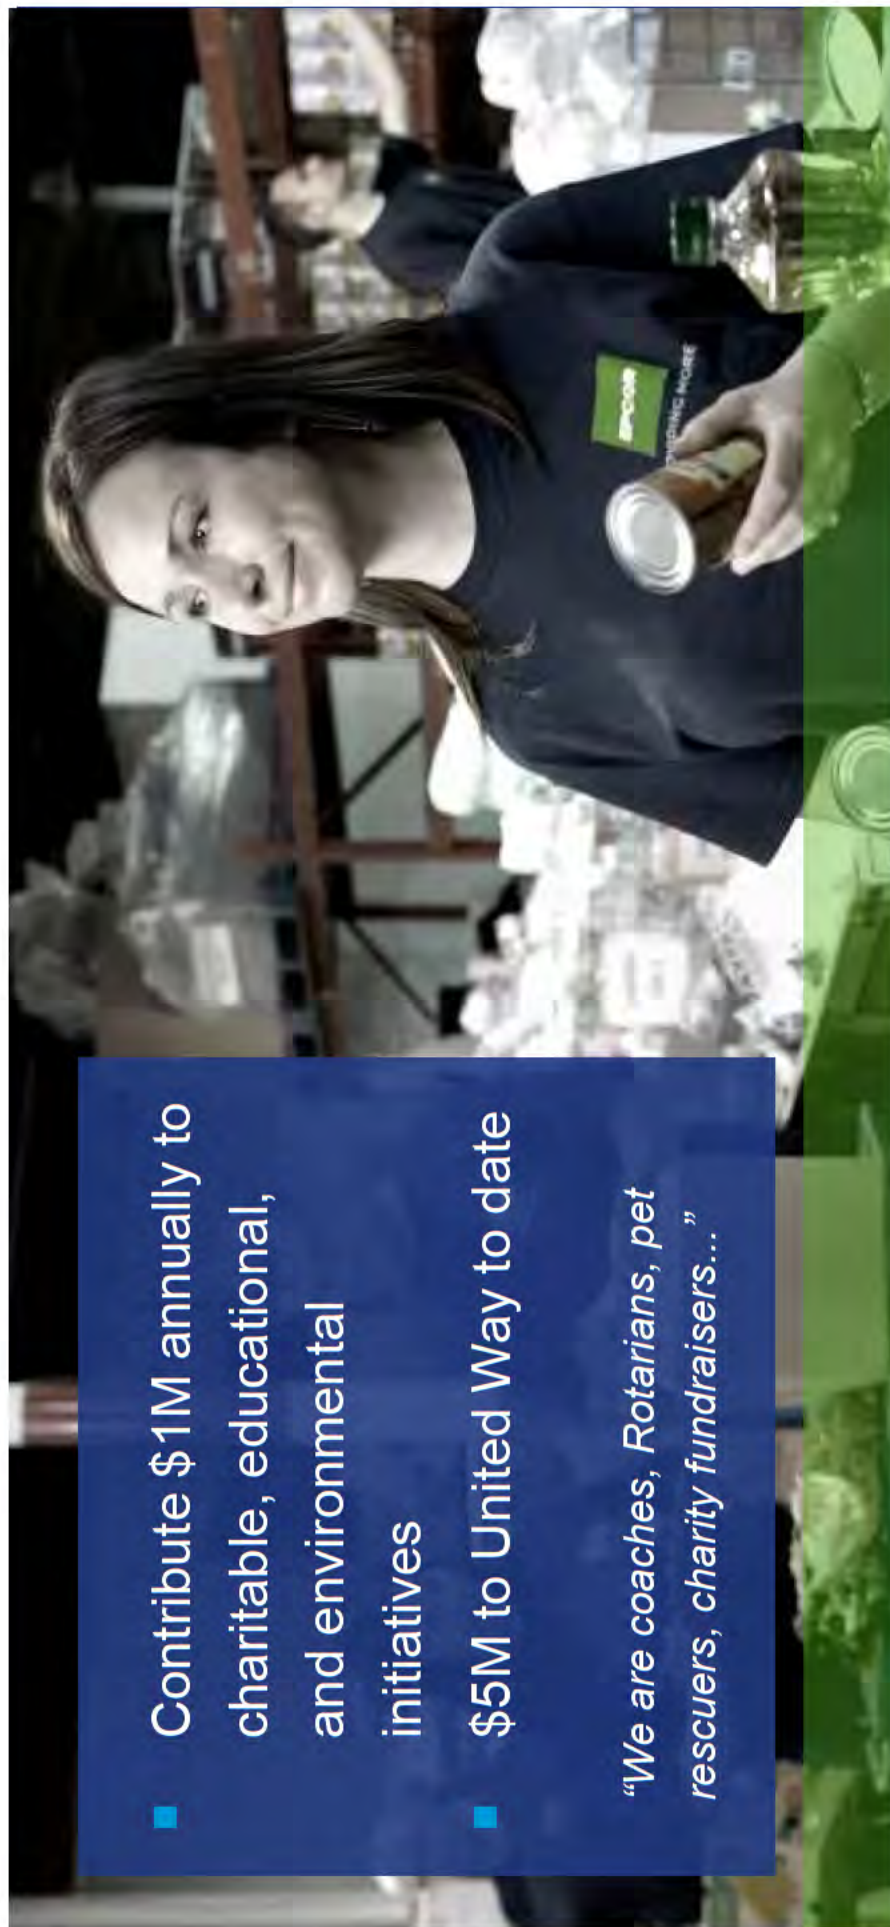 Contribute $1M annually to
charitable, educational,
and environmental
initiatives
$5M to United Way to date
“We are coaches, Rotarians, pet
rescuers, charity fundraisers...”
EPCOR
MORE